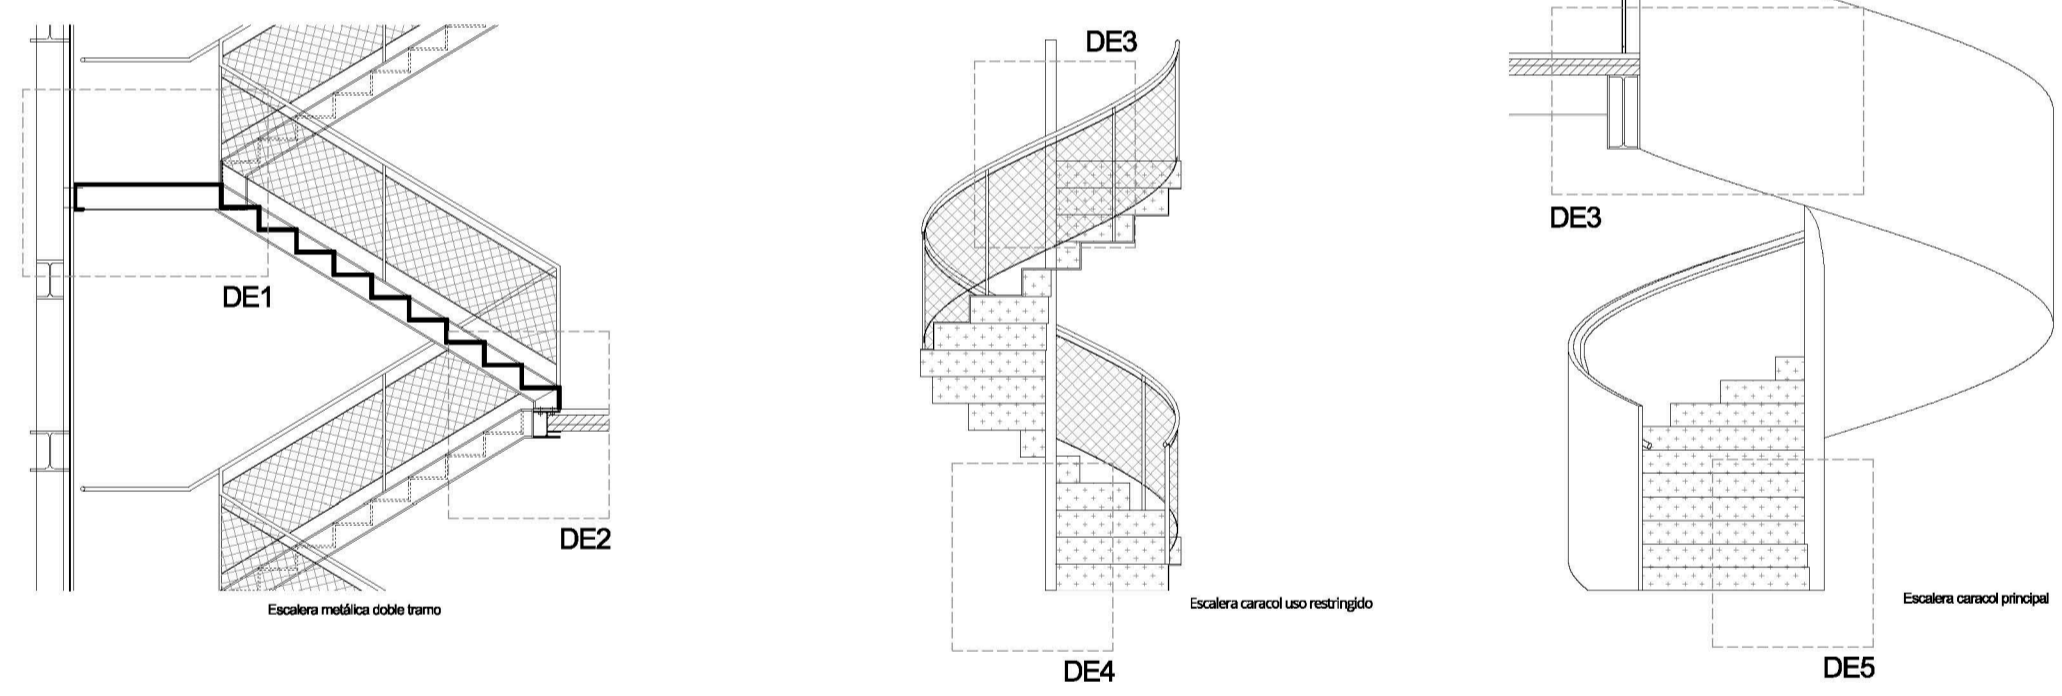 DE3
DE3
DE1
DE2
Escalera metálica doble tramo
Escalera caracol uso restringido
Escalera caracol principal
DE4
DE5